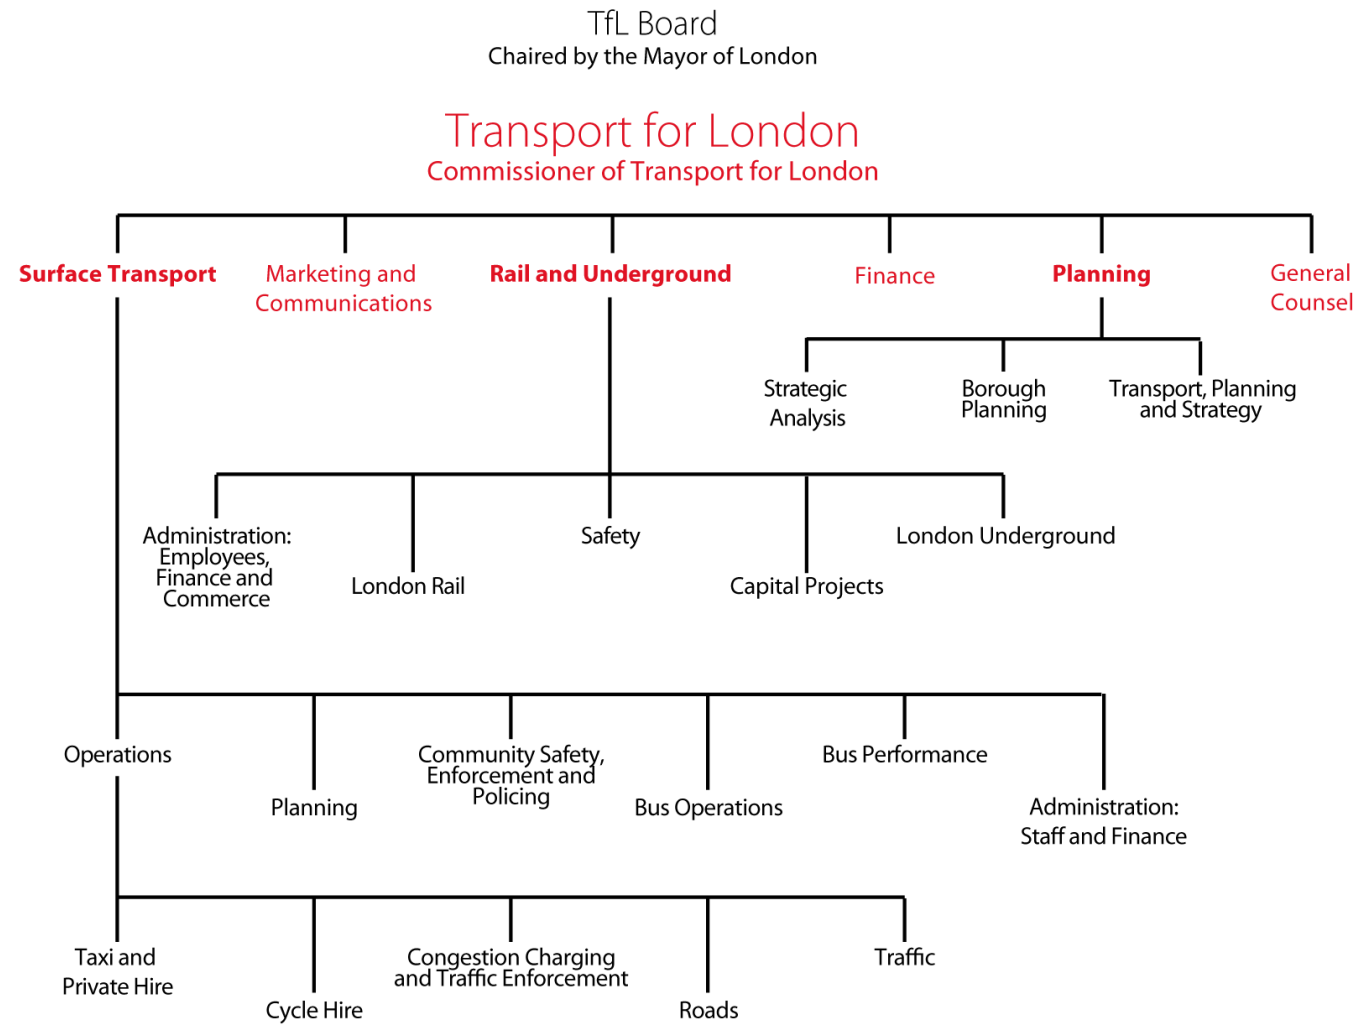 TfL Board
Chaired by the Mayor of London
Transport for London
Commissioner of Transport for London
Surface Transport
Marketing and
Communications
Rail and Underground
Finance
Planning
General
Counsel
Strategic
Analysis
Borough
Planning
Transport, Planning
and Strategy
Administration:
Employees,
Finance and
Commerce
London Rail
Safety
Capital Projects
London Underground
Operations
Planning
Community Safety,
Enforcement and
Policing
Bus Operations
Bus Performance
Administration:
Staff and Finance
Taxi and
Private Hire
Cycle Hire
Congestion Charging
and Traffic Enforcement
Roads
Traffic